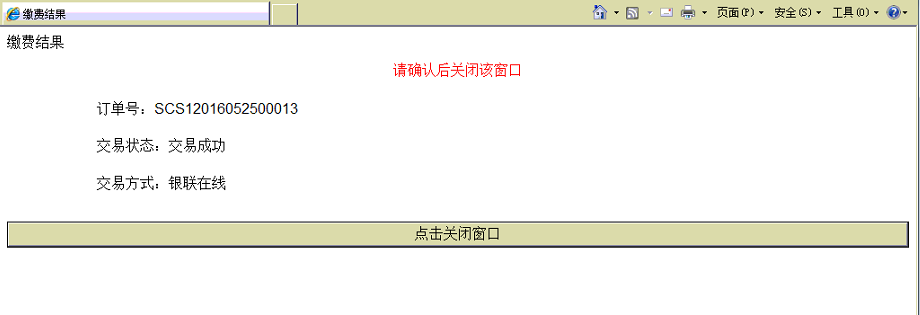 缴费结果
页面(P) 安全(S) 工具(O)
缴费结果
请确认后关闭该窗口
订单号：SCS12016052500013
交易状态：交易成功
交易方式：银联在线
点击关闭窗口